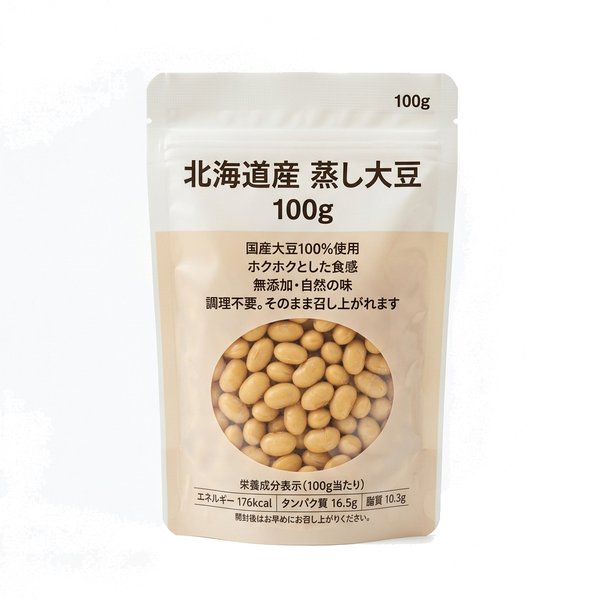 100g
北海道産 蒸し大豆
100g
国産大豆100%使用
ホクホクとした食感
無添加・自然の味
調理不要。そのまま召し上がれます
栄養成分表示(100g当たり)
エネルギー 176kcal タンパク質 16.5g 脂質 10.3g
開封後はお早めにお召し上がりください。